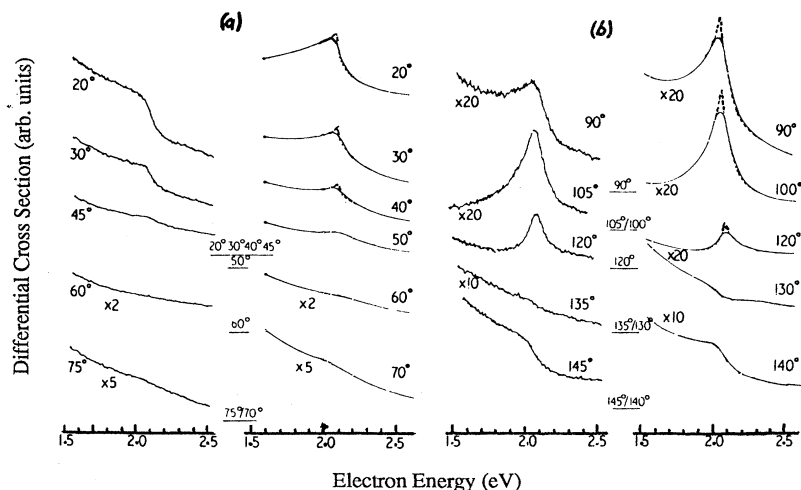 (a)
(b)
Differential Cross Section (arb. units)
20°
30°
45°
60°
x2
75°
x5
20° 30° 40° 45°
50°
60°
75° 70°
20°
30°
40°
50°
x2
60°
x5
70°
x20
90°
105°
x20
120°
x10
135°
145°
90°
105°/100°
120°
135°/130°
145°/140°
x20
90°
x20
100°
120°
x20
130°
x10
140°
1.5 2.0 2.5
1.5 2.0 2.5
1.5 2.0 2.5
1.5 2.0 2.5
Electron Energy (eV)